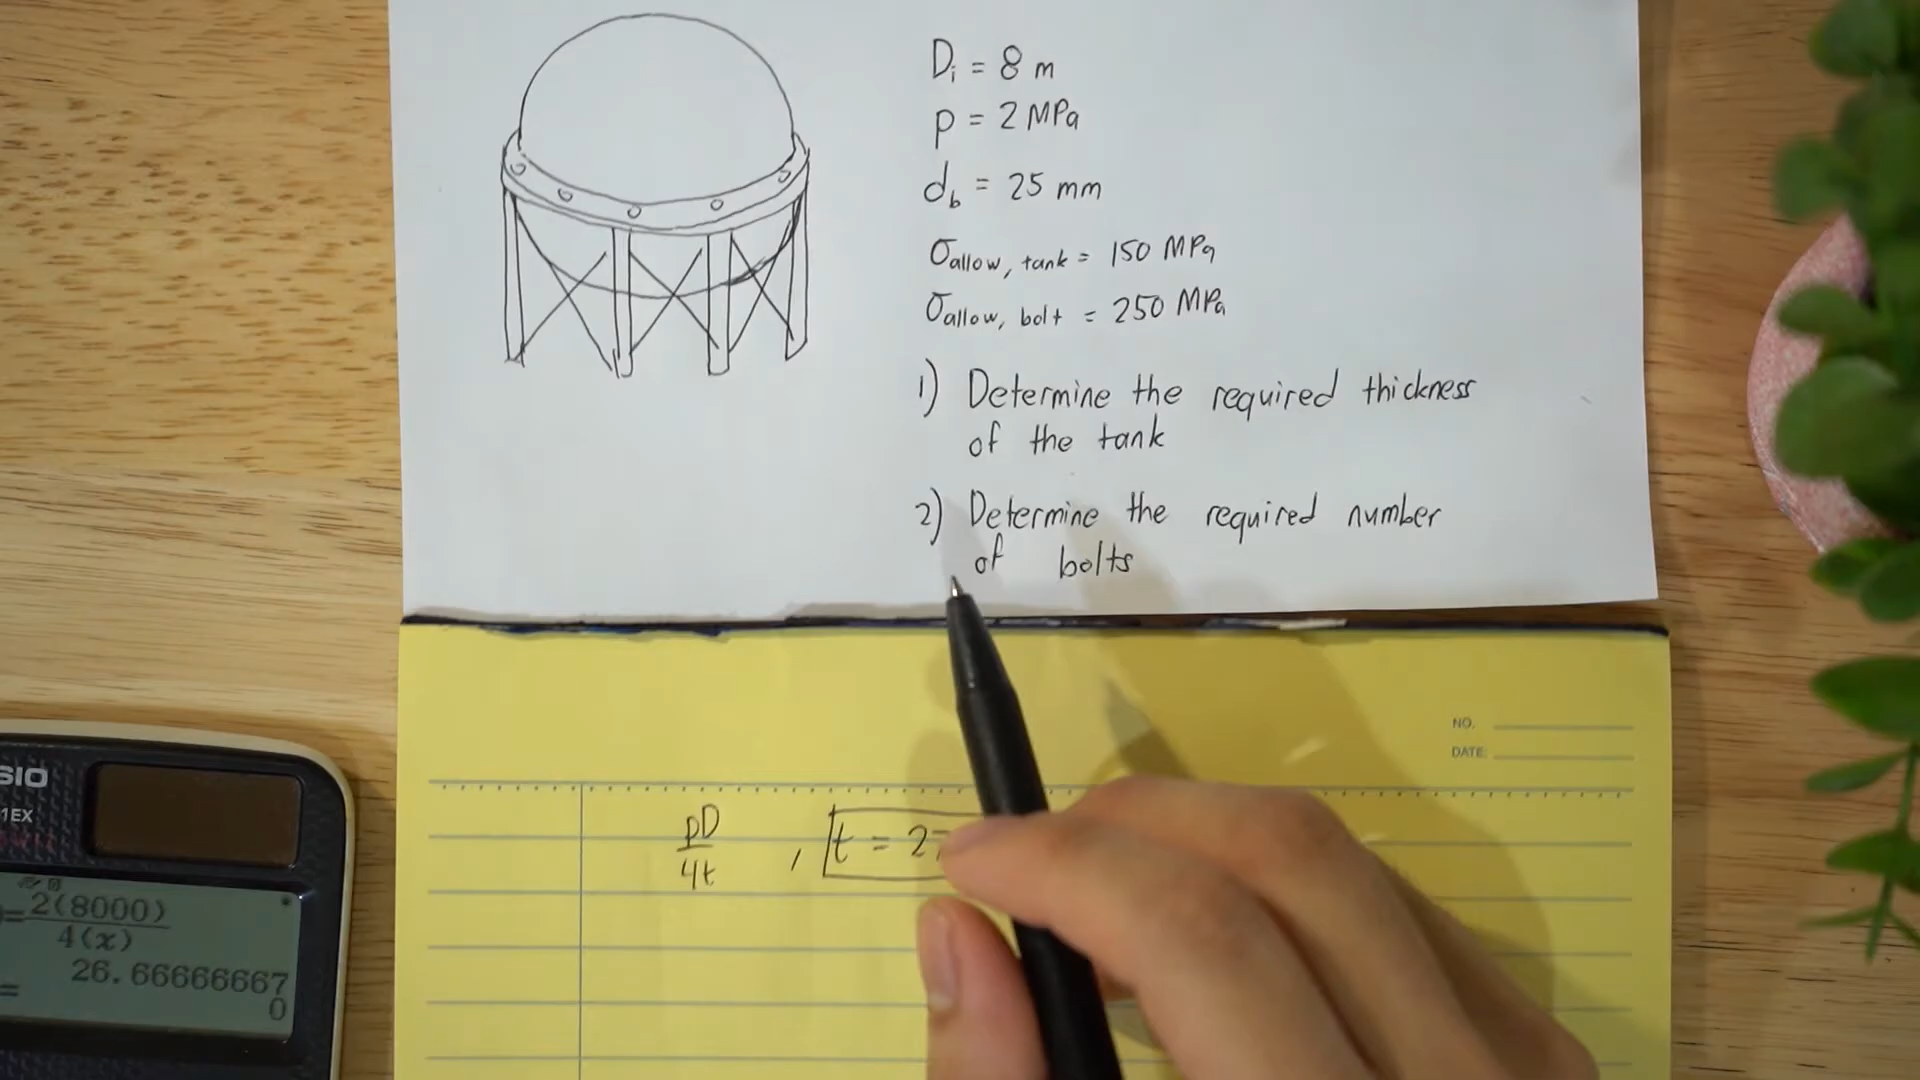 Di = 8 m
p = 2 MPa
db = 25 mm
σallow, tank = 150 MPa
σallow, bolt = 250 MPa
1) Determine the required thickness
of the tank
2) Determine the required number
of bolts
NO.
DATE:
pD
4t
, t = 27
SIO
1EX
=2(8000)
4(x)
26.66666667
= 0